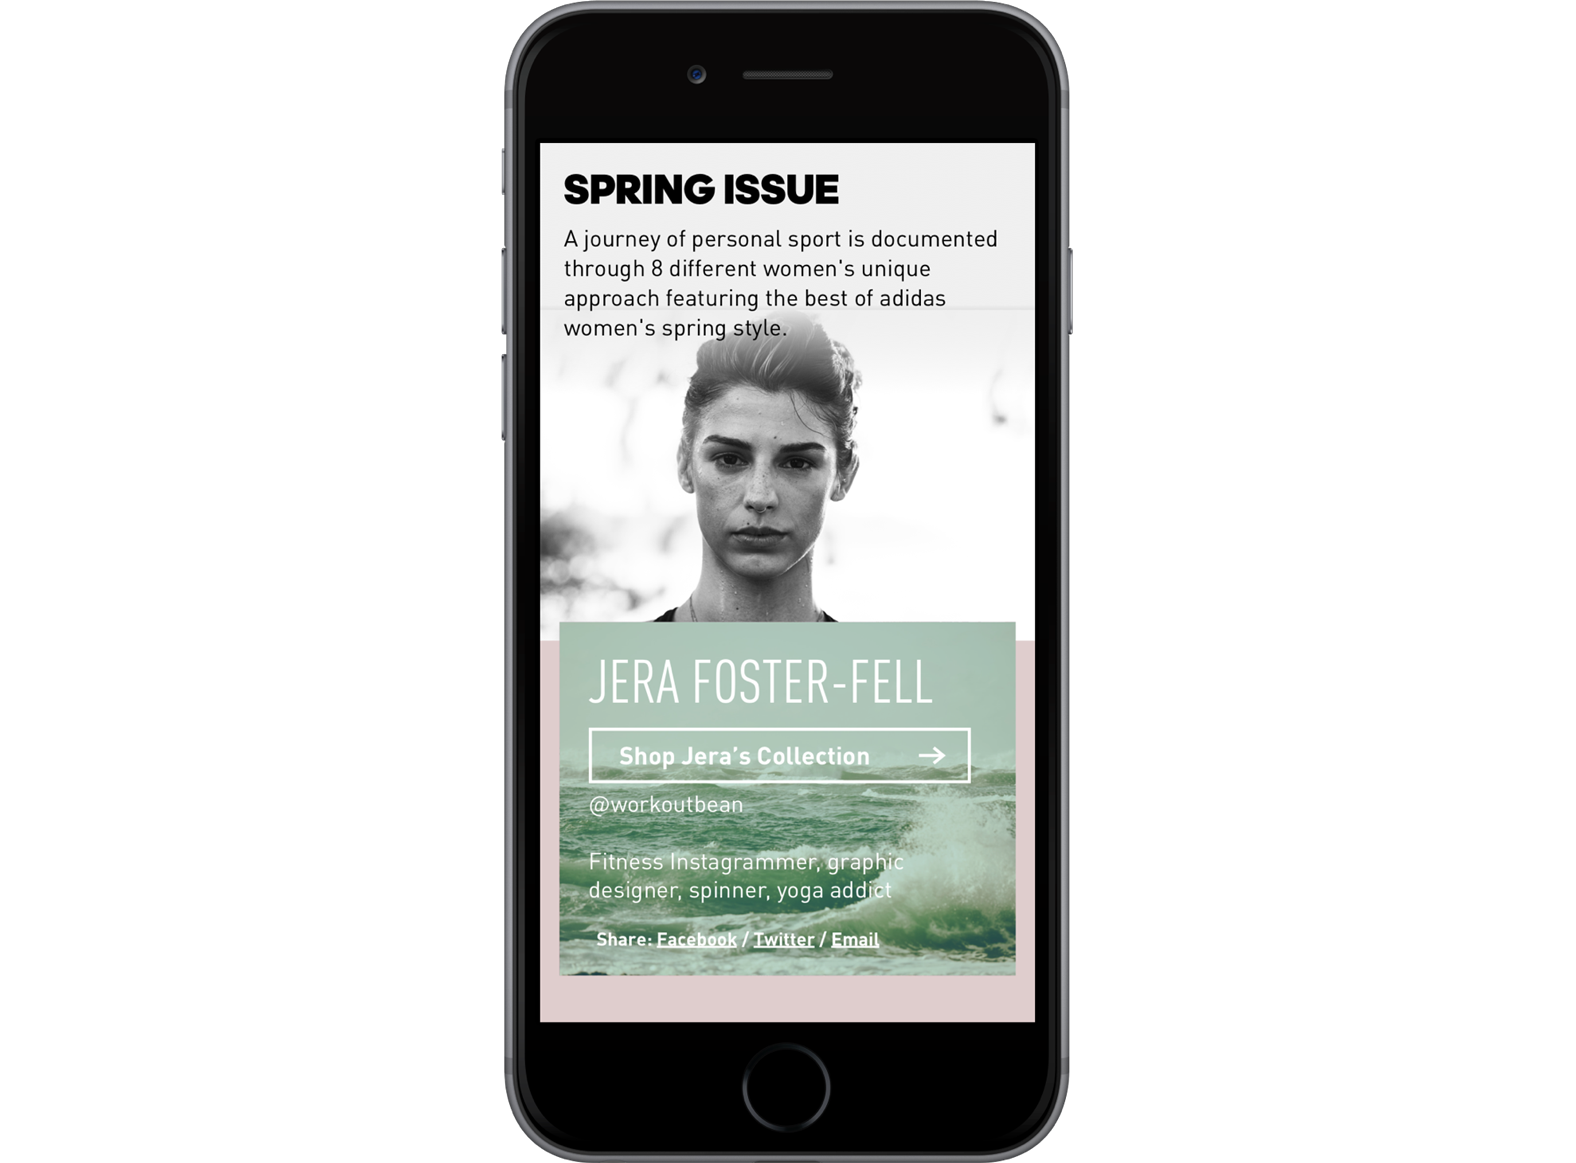 SPRING ISSUE
A journey of personal sport is documented
through 8 different women's unique
approach featuring the best of adidas
women's spring style.
JERA FOSTER-FELL
Shop Jera’s Collection →
@workoutbean
Fitness Instagrammer, graphic
designer, spinner, yoga addict
Share: Facebook / Twitter / Email